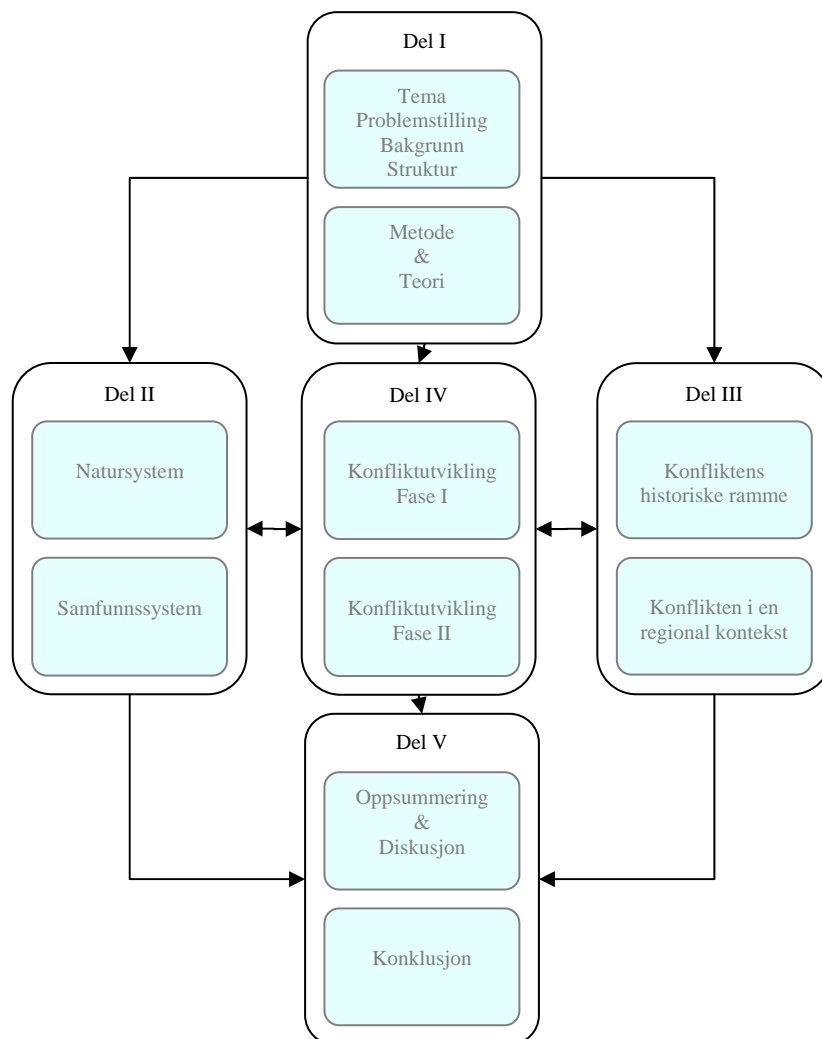 Del I
Tema
Problemstilling
Bakgrunn
Struktur
Metode
&
Teori
Del II
Natursystem
Samfunnssystem
Del IV
Konfliktutvikling
Fase I
Konfliktutvikling
Fase II
Del III
Konfliktens
historiske ramme
Konflikten i en
regional kontekst
Del V
Oppsummering
&
Diskusjon
Konklusjon